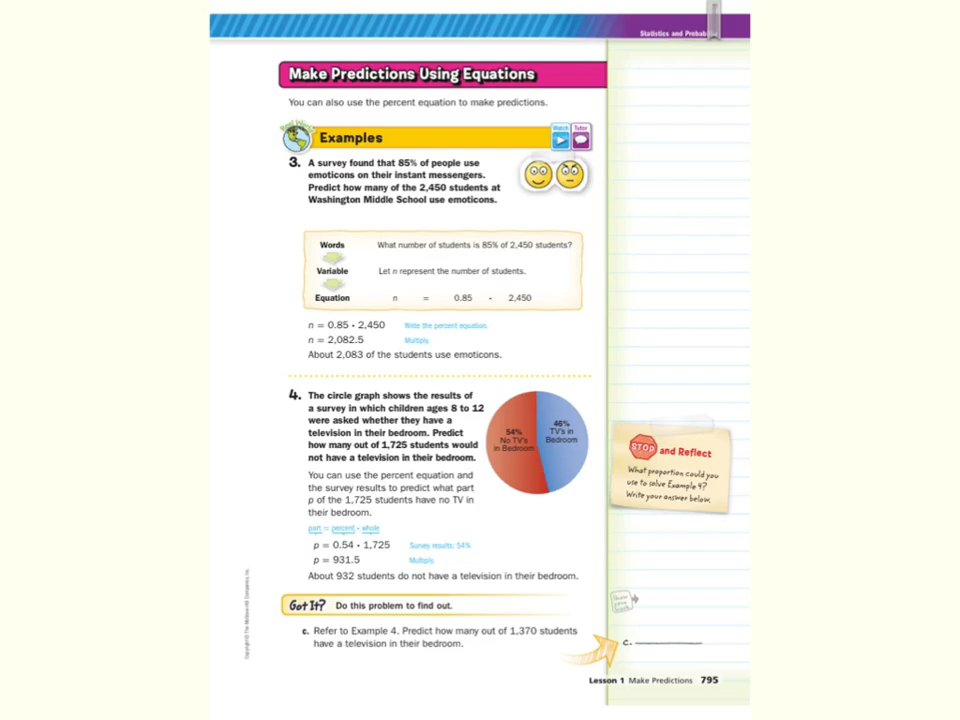 Statistics and Probab
Make Predictions Using Equations
You can also use the percent equation to make predictions.
Real World
Examples
Watch
Tutor
3. A survey found that 85% of people use
emoticons on their instant messengers.
Predict how many of the 2,450 students at
Washington Middle School use emoticons.
Words What number of students is 85% of 2,450 students?
Variable Let n represent the number of students.
Equation n = 0.85 · 2,450
n = 0.85 · 2,450 Write the percent equation.
n = 2,082.5 Multiply.
About 2,083 of the students use emoticons.
4. The circle graph shows the results of
a survey in which children ages 8 to 12
were asked whether they have a
television in their bedroom. Predict
how many out of 1,725 students would
not have a television in their bedroom.
54%
No TV's
in Bedroom
46%
TV's in
Bedroom
You can use the percent equation and
the survey results to predict what part
p of the 1,725 students have no TV in
their bedroom.
part = percent · whole
p = 0.54 · 1,725 Survey results: 54%
p = 931.5 Multiply.
About 932 students do not have a television in their bedroom.
STOP and Reflect
What proportion could you
use to solve Example 4?
Write your answer below.
Got It? Do this problem to find out.
c. Refer to Example 4. Predict how many out of 1,370 students
have a television in their bedroom.
Show
your
work.
c.
Copyright © The McGraw-Hill Companies, Inc.
Lesson 1 Make Predictions 795